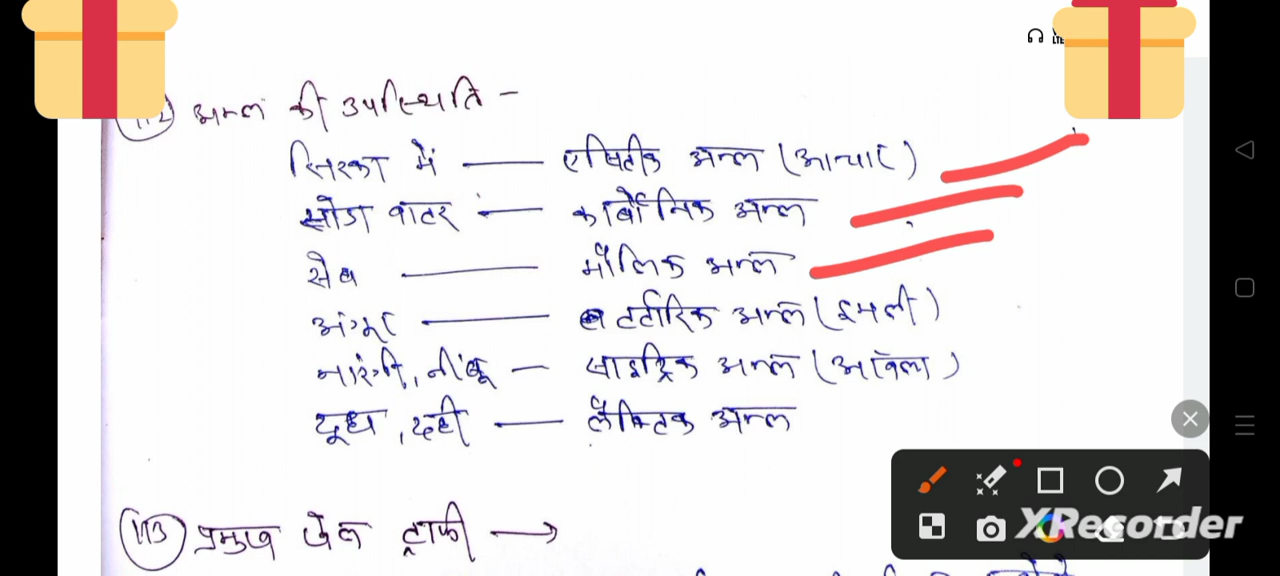 112) अम्ल की उपस्थिति -
सिरका में —— एसिटीक अम्ल (आचार)
सोडा वाटर —— कार्बोनिक अम्ल
सेब —— मौलिक अम्ल
अंगूर —— टर्टारिक अम्ल (इमली)
नारंगी, नींबू — साइट्रिक अम्ल (आंवला)
दूध, दही —— लैक्टिक अम्ल
113) प्रमुख खेल ट्राफी →
XRecorder